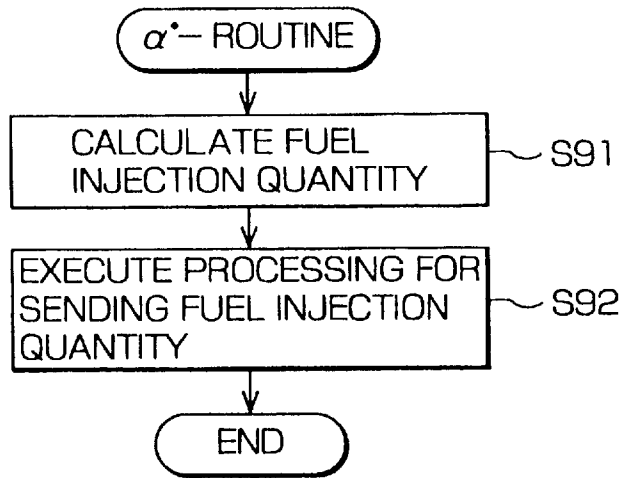 α*– ROUTINE
CALCULATE FUEL
INJECTION QUANTITY
S91
EXECUTE PROCESSING FOR
SENDING FUEL INJECTION
QUANTITY
S92
END